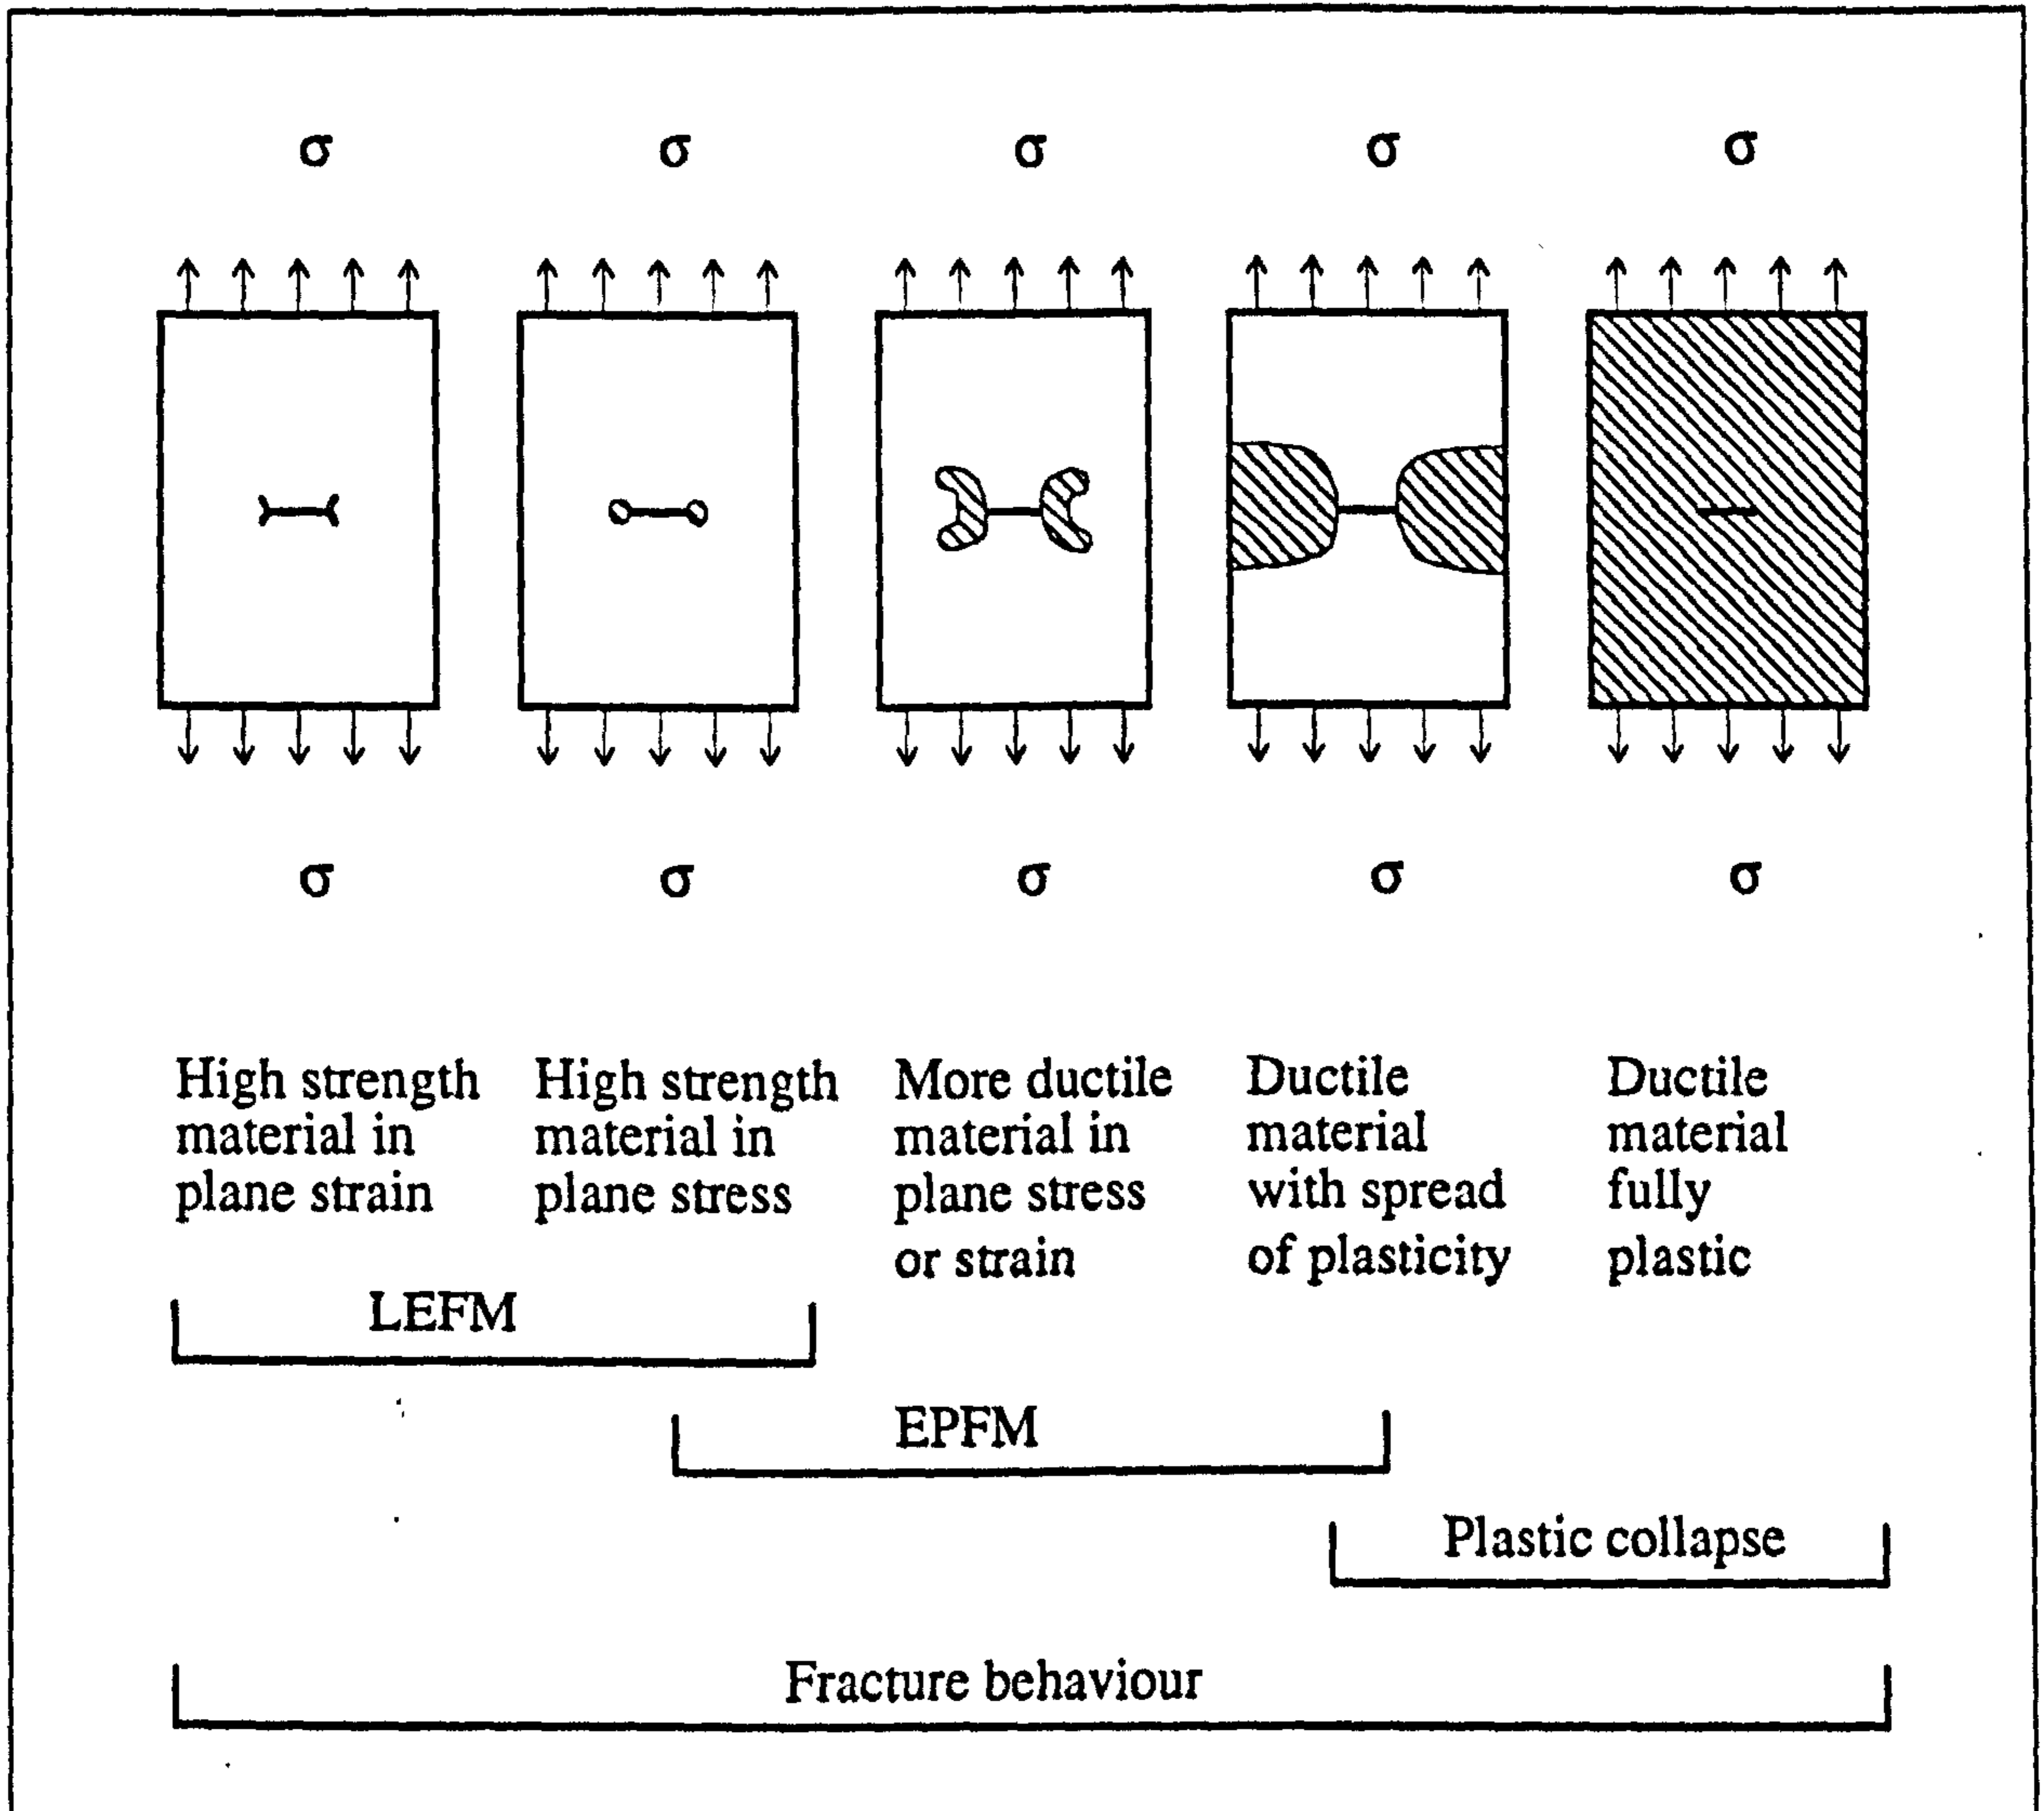 σ σ σ σ σ
σ σ σ σ σ
High strength
material in
plane strain
High strength
material in
plane stress
More ductile
material in
plane stress
or strain
Ductile
material
with spread
of plasticity
Ductile
material
fully
plastic
LEFM
EPFM
Plastic collapse
Fracture behaviour